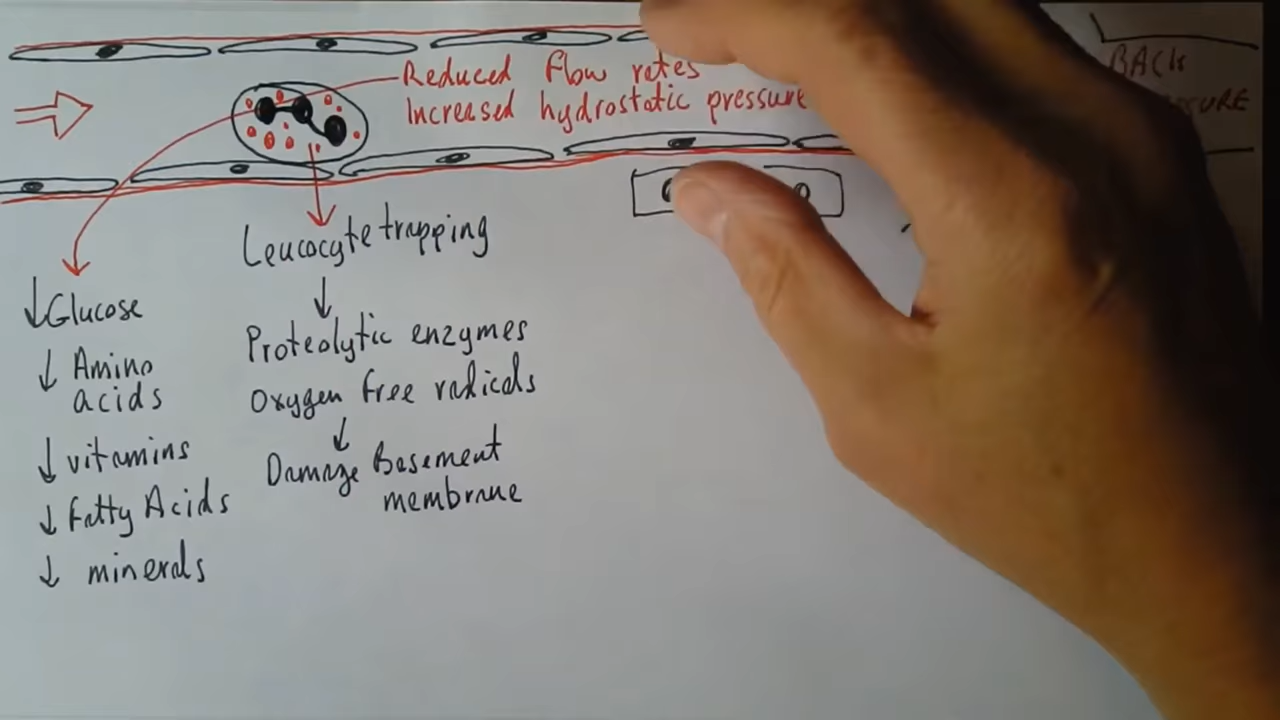 Reduced flow rates
Increased hydrostatic pressure
BACK
Leucocyte trapping
↓ Glucose
↓ Amino
acids
↓ vitamins
↓ Fatty Acids
↓ minerals
↓
Proteolytic enzymes
Oxygen free radicals
↓
Damage Basement
membrane